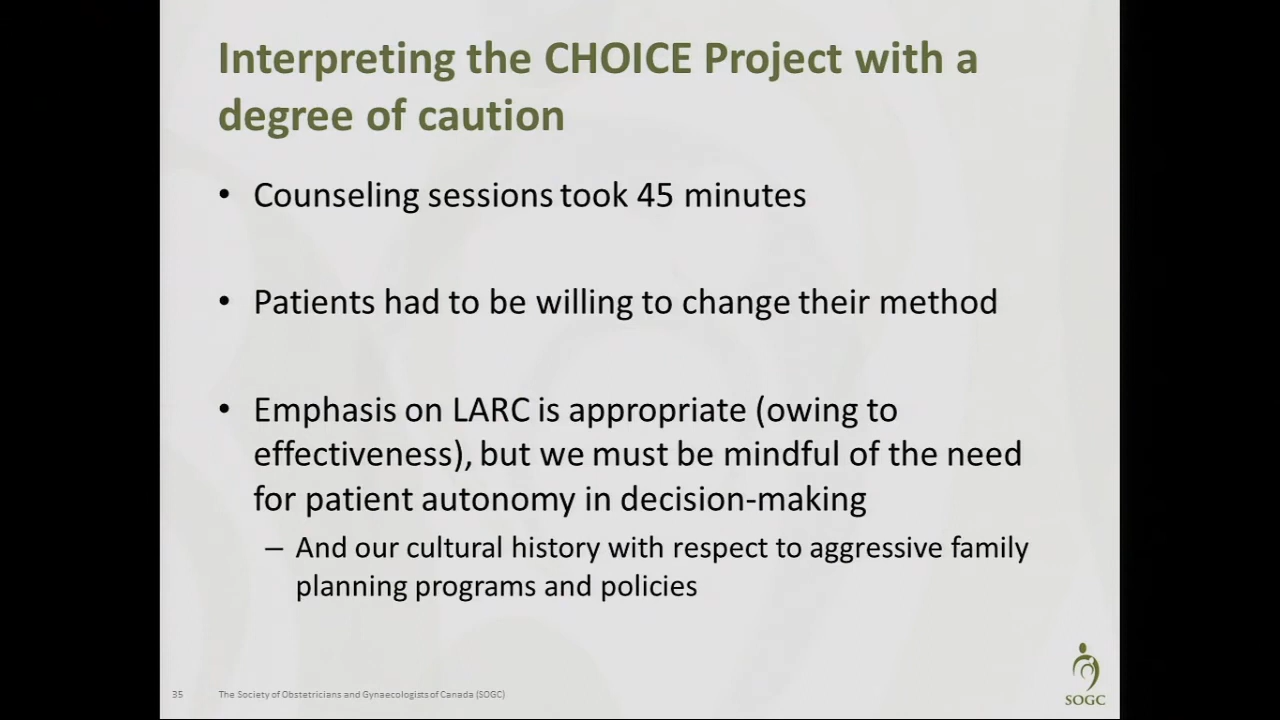 Interpreting the CHOICE Project with a
degree of caution
• Counseling sessions took 45 minutes
• Patients had to be willing to change their method
• Emphasis on LARC is appropriate (owing to
effectiveness), but we must be mindful of the need
for patient autonomy in decision-making
– And our cultural history with respect to aggressive family
planning programs and policies
35 The Society of Obstetricians and Gynaecologists of Canada (SOGC)
SOGC